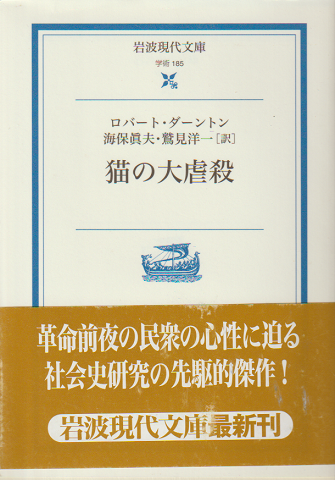 岩波現代文庫
学術 185
ロバート・ダーントン
海保眞夫・鷲見洋一[訳]
猫の大虐殺
革命前夜の民衆の心性に迫る
社会史研究の先駆的傑作!
岩波現代文庫最新刊